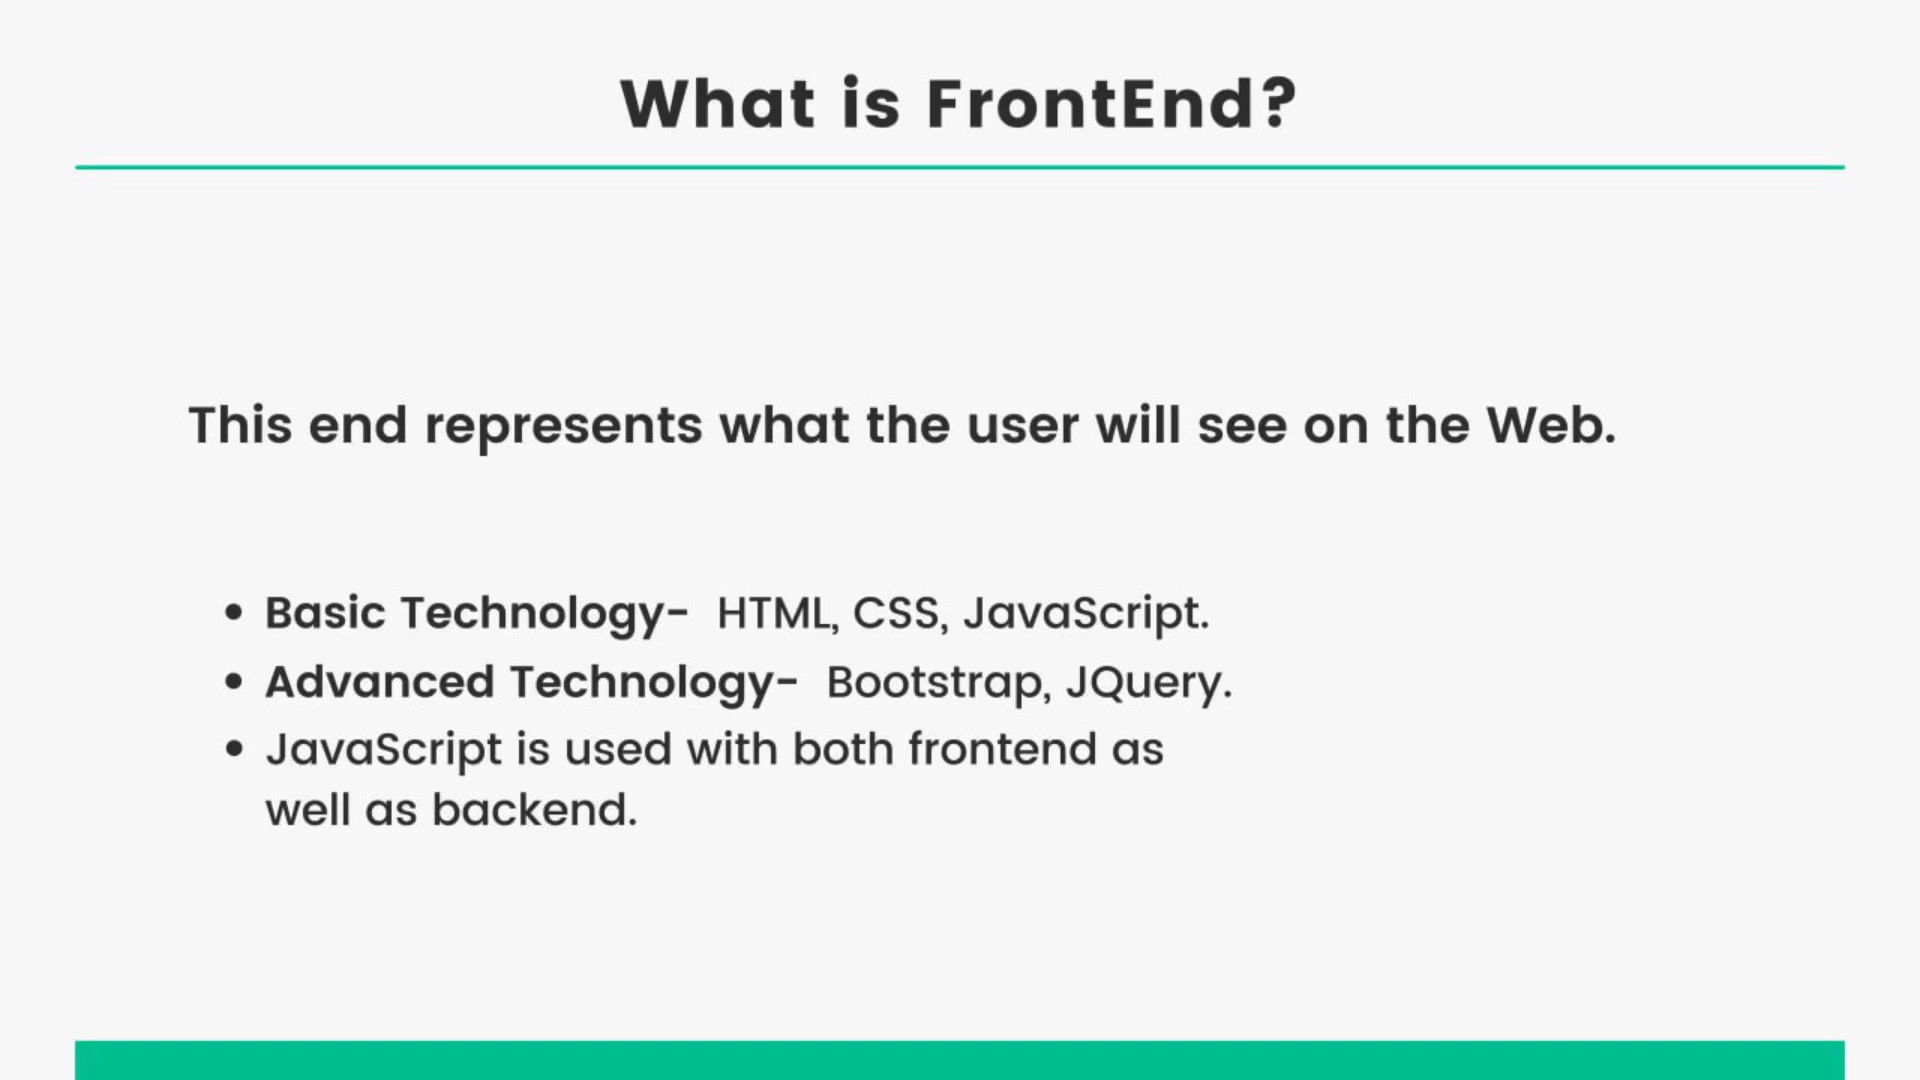 What is FrontEnd?
This end represents what the user will see on the Web.
• Basic Technology- HTML, CSS, JavaScript.
• Advanced Technology- Bootstrap, JQuery.
• JavaScript is used with both frontend as
well as backend.